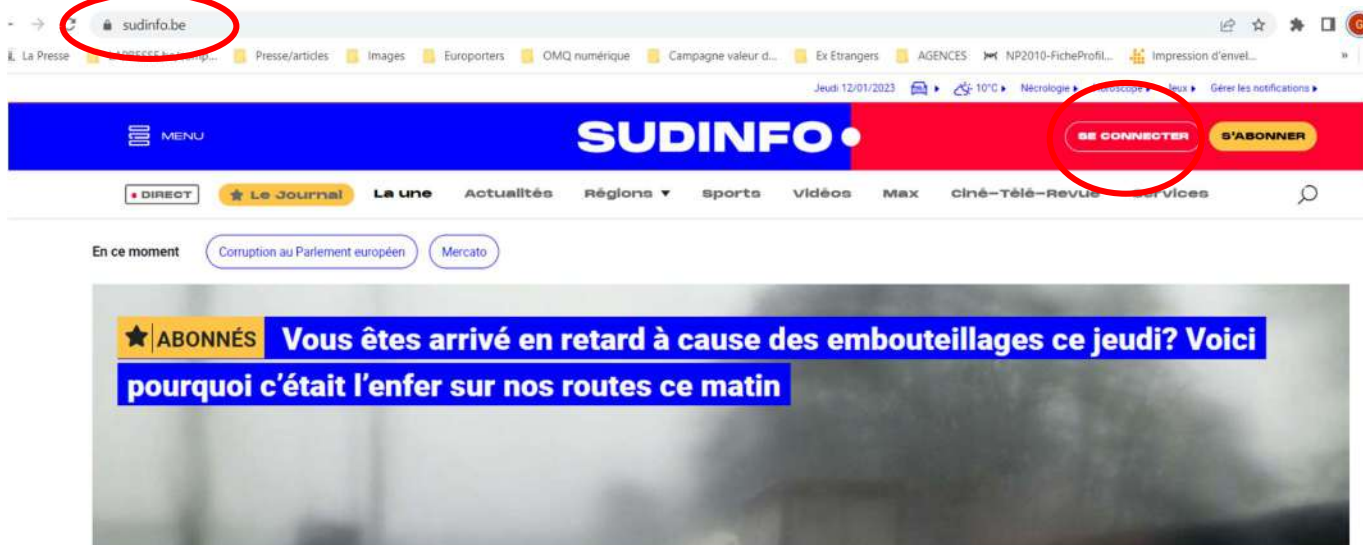 sudinfo.be
La Presse
Presse/articles
Images
Europorters
OMQ numérique
Campagne valeur d...
Ex Etrangers
AGENCES
NP2010-FicheProfil...
Impression d'envel...
»
Jeudi 12/01/2023 10°C Nécrologie Horoscope Jeux Gérer les notifications
MENU
SUDINFO
SE CONNECTER
S'ABONNER
DIRECT
Le Journal
La une
Actualités
Régions
Sports
Vidéos
Max
Ciné-Télé-Revue
Services
En ce moment
Corruption au Parlement européen
Mercato
ABONNÉS Vous êtes arrivé en retard à cause des embouteillages ce jeudi? Voici
pourquoi c'était l'enfer sur nos routes ce matin